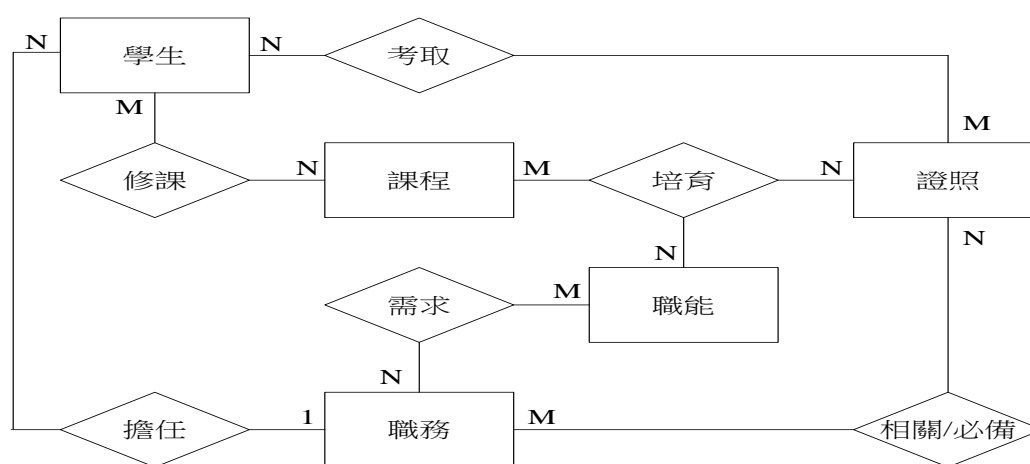 N 學生 N 考取
M M
修課 N 課程 M 培育 N 證照
N N
需求 M 職能
N
擔任 1 職務 M 相關/必備